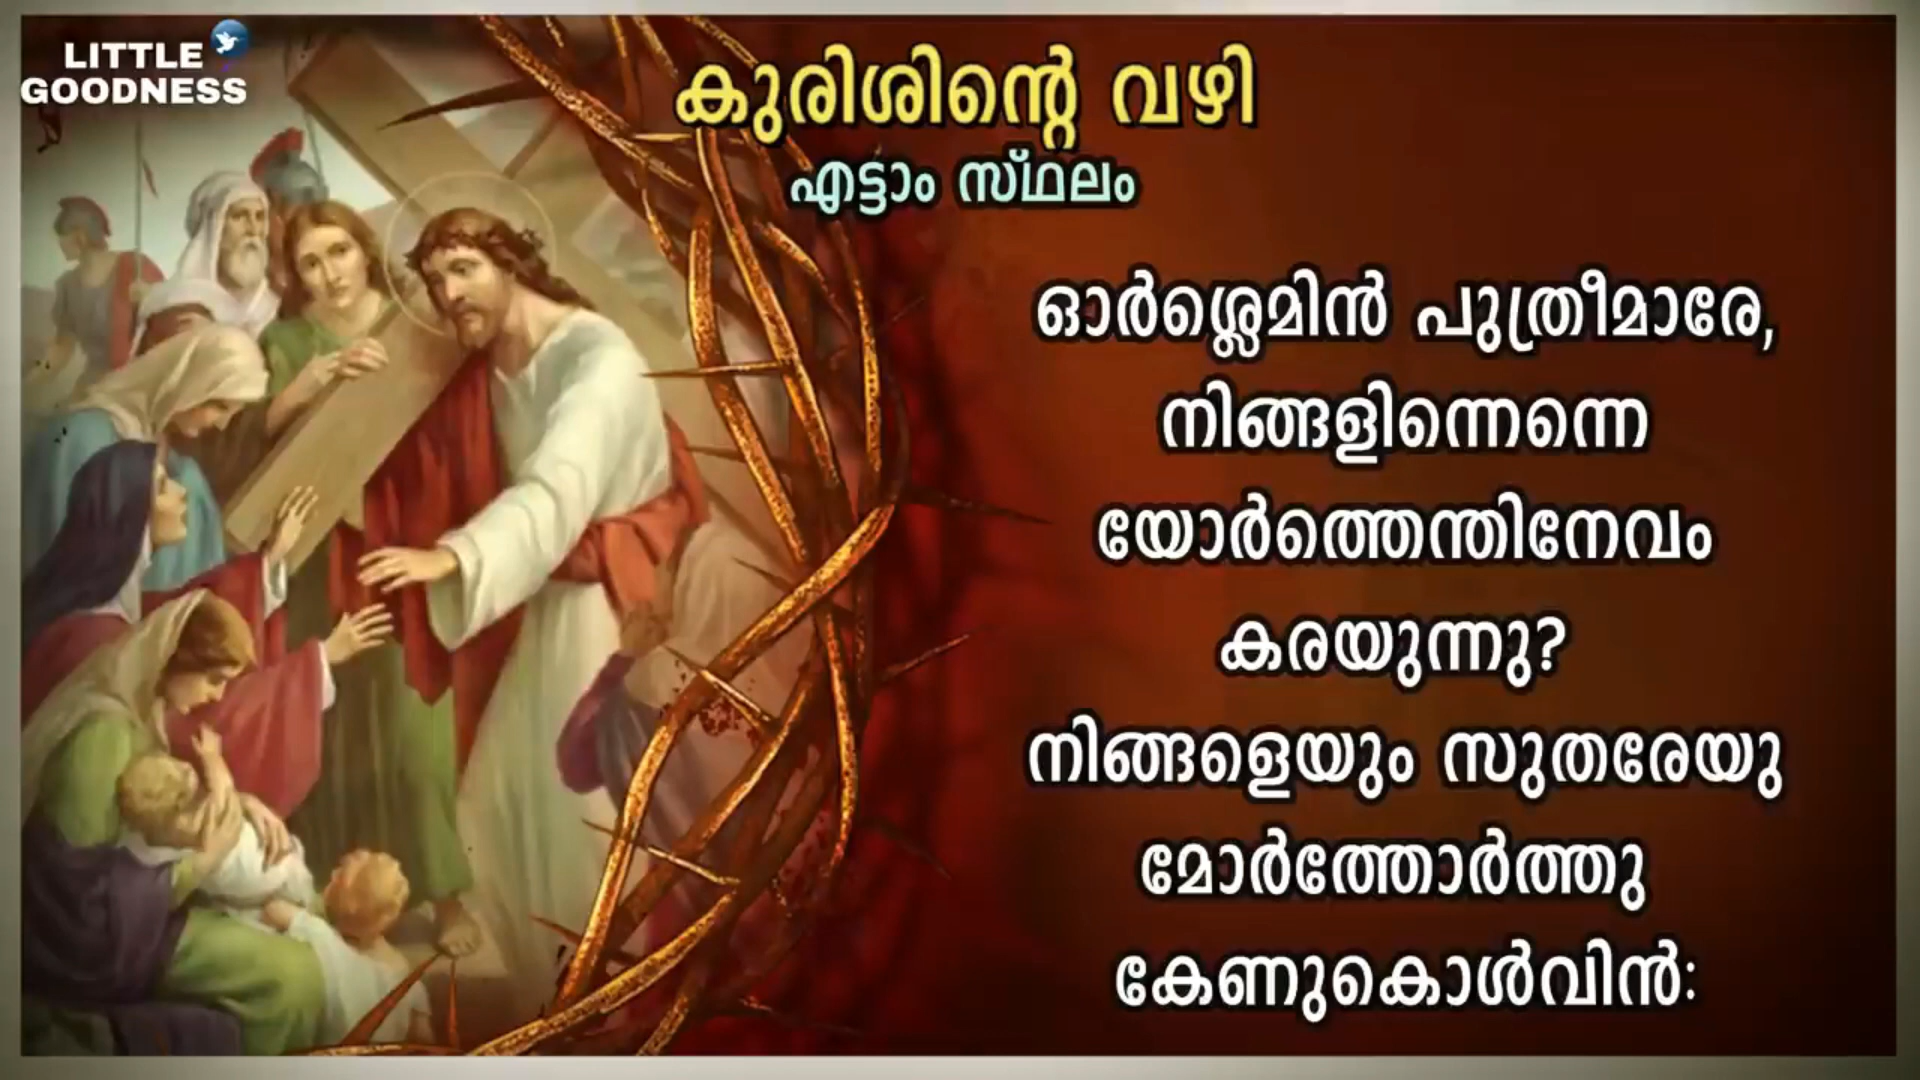 LITTLE
GOODNESS
കുരിശിന്റെ വഴി
എട്ടാം സ്ഥലം
ഓർശ്ലെമിൻ പുത്രീമാരേ,
നിങ്ങളിന്നെന്നെ
യോർത്തെന്തിനേവം
കരയുന്നു?
നിങ്ങളെയും സുതരേയു
മോർത്തോർത്തു
കേണുകൊൾവിൻ: